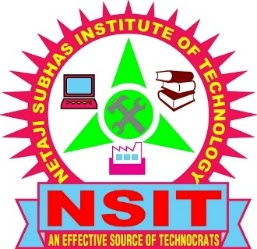 NETAJI SUBHAS INSTITUTE OF TECHNOLOGY
NSIT
AN EFFECTIVE SOURCE OF TECHNOCRATS